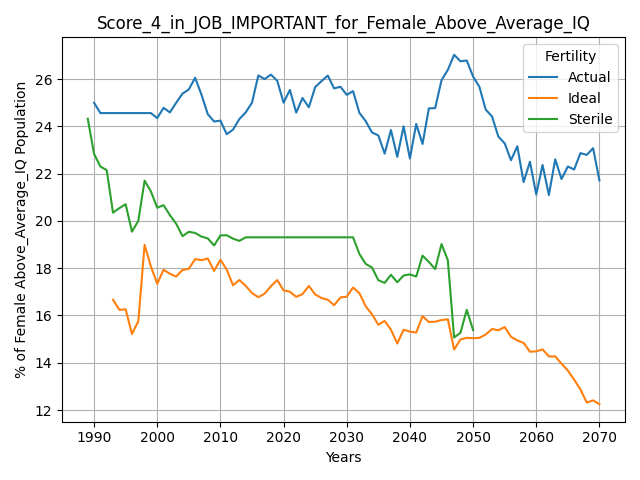 Score_4_in_JOB_IMPORTANT_for_Female_Above_Average_IQ
% of Female Above_Average_IQ Population
26
24
22
20
18
16
14
12
Fertility
Actual
Ideal
Sterile
1990 2000 2010 2020 2030 2040 2050 2060 2070
Years